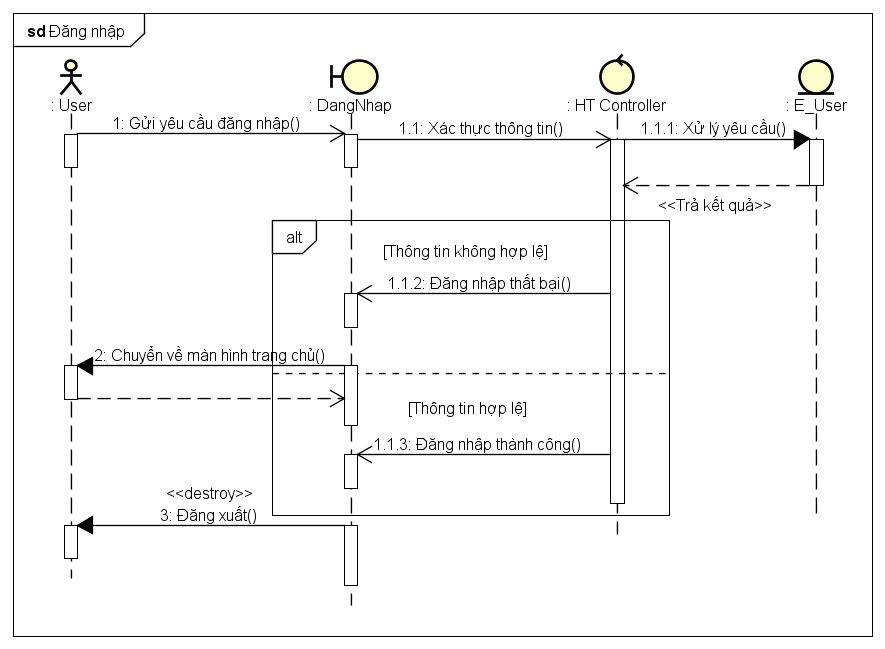 sd Đăng nhập
: User
: DangNhap
: HT Controller
: E_User
1: Gửi yêu cầu đăng nhập()
1.1: Xác thực thông tin()
1.1.1: Xử lý yêu cầu()
<<Trả kết quả>>
alt
[Thông tin không hợp lệ]
1.1.2: Đăng nhập thất bại()
2: Chuyển về màn hình trang chủ()
[Thông tin hợp lệ]
1.1.3: Đăng nhập thành công()
<<destroy>>
3: Đăng xuất()